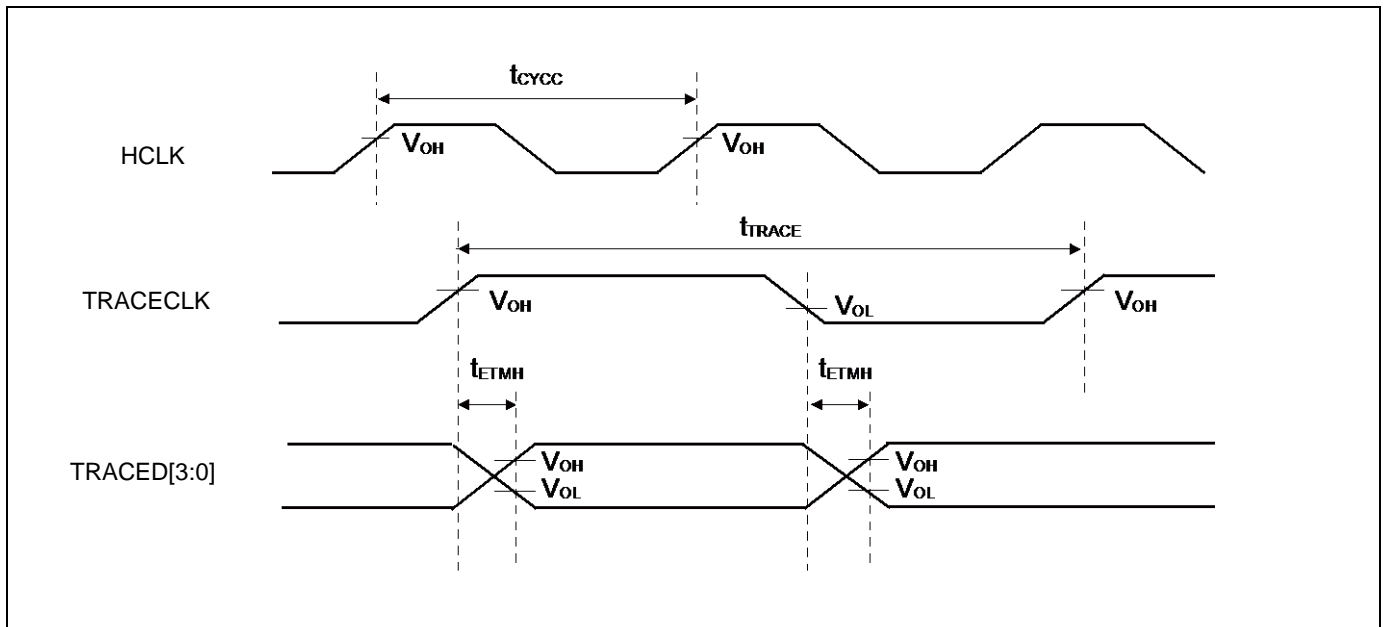 tCYCC
HCLK
VOH
VOH
tTRACE
TRACECLK
VOH
VOL
VOH
tETMH
tETMH
TRACED[3:0]
VOH
VOH
VOL
VOL